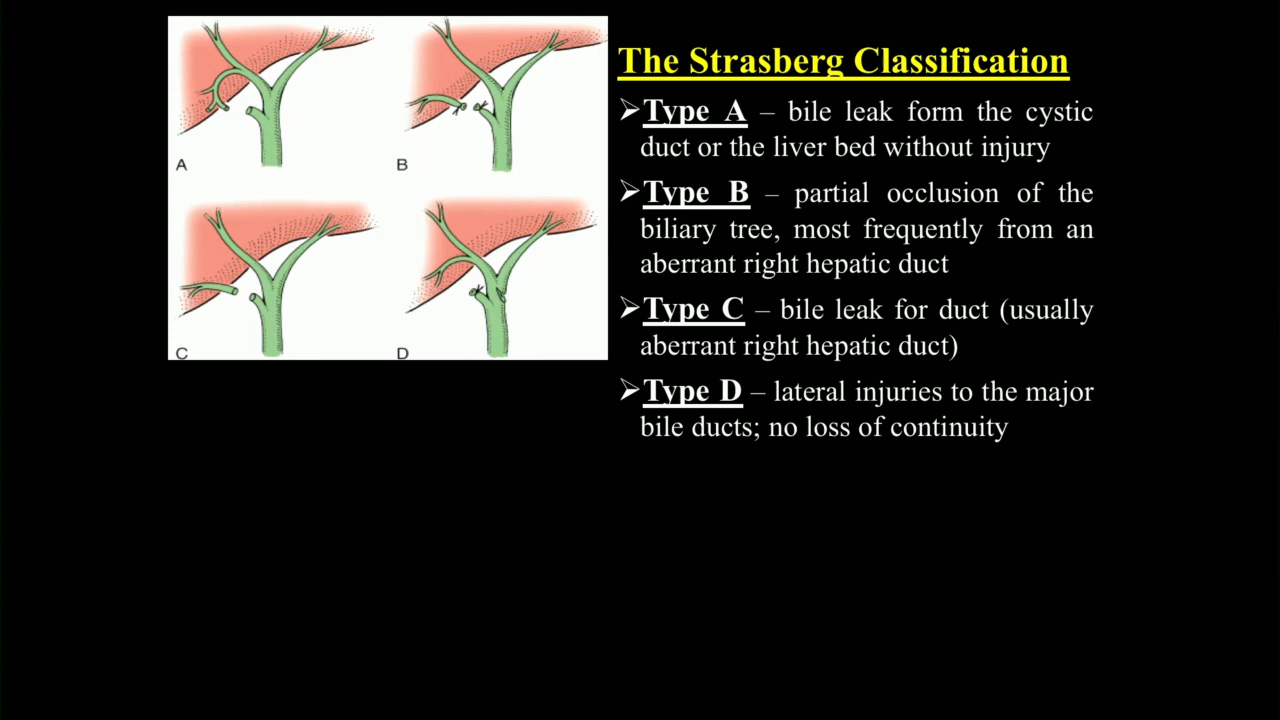 A
B
C
D
The Strasberg Classification
➢Type A – bile leak form the cystic
duct or the liver bed without injury
➢Type B – partial occlusion of the
biliary tree, most frequently from an
aberrant right hepatic duct
➢Type C – bile leak for duct (usually
aberrant right hepatic duct)
➢Type D – lateral injuries to the major
bile ducts; no loss of continuity